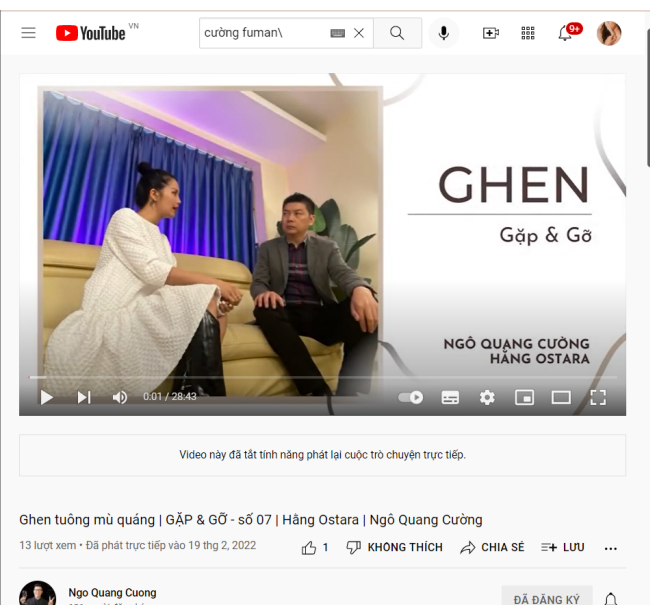 YouTube VN
cường fuman\
9+
GHEN
Gặp & Gỡ
NGÔ QUANG CƯỜNG
HẰNG OSTARA
0:01 / 28:43
Video này đã tắt tính năng phát lại cuộc trò chuyện trực tiếp.
Ghen tuông mù quáng | GẶP & GỠ - số 07 | Hằng Ostara | Ngô Quang Cường
13 lượt xem • Đã phát trực tiếp vào 19 thg 2, 2022
1 KHÔNG THÍCH CHIA SẺ LƯU
Ngo Quang Cuong
ĐÃ ĐĂNG KÝ